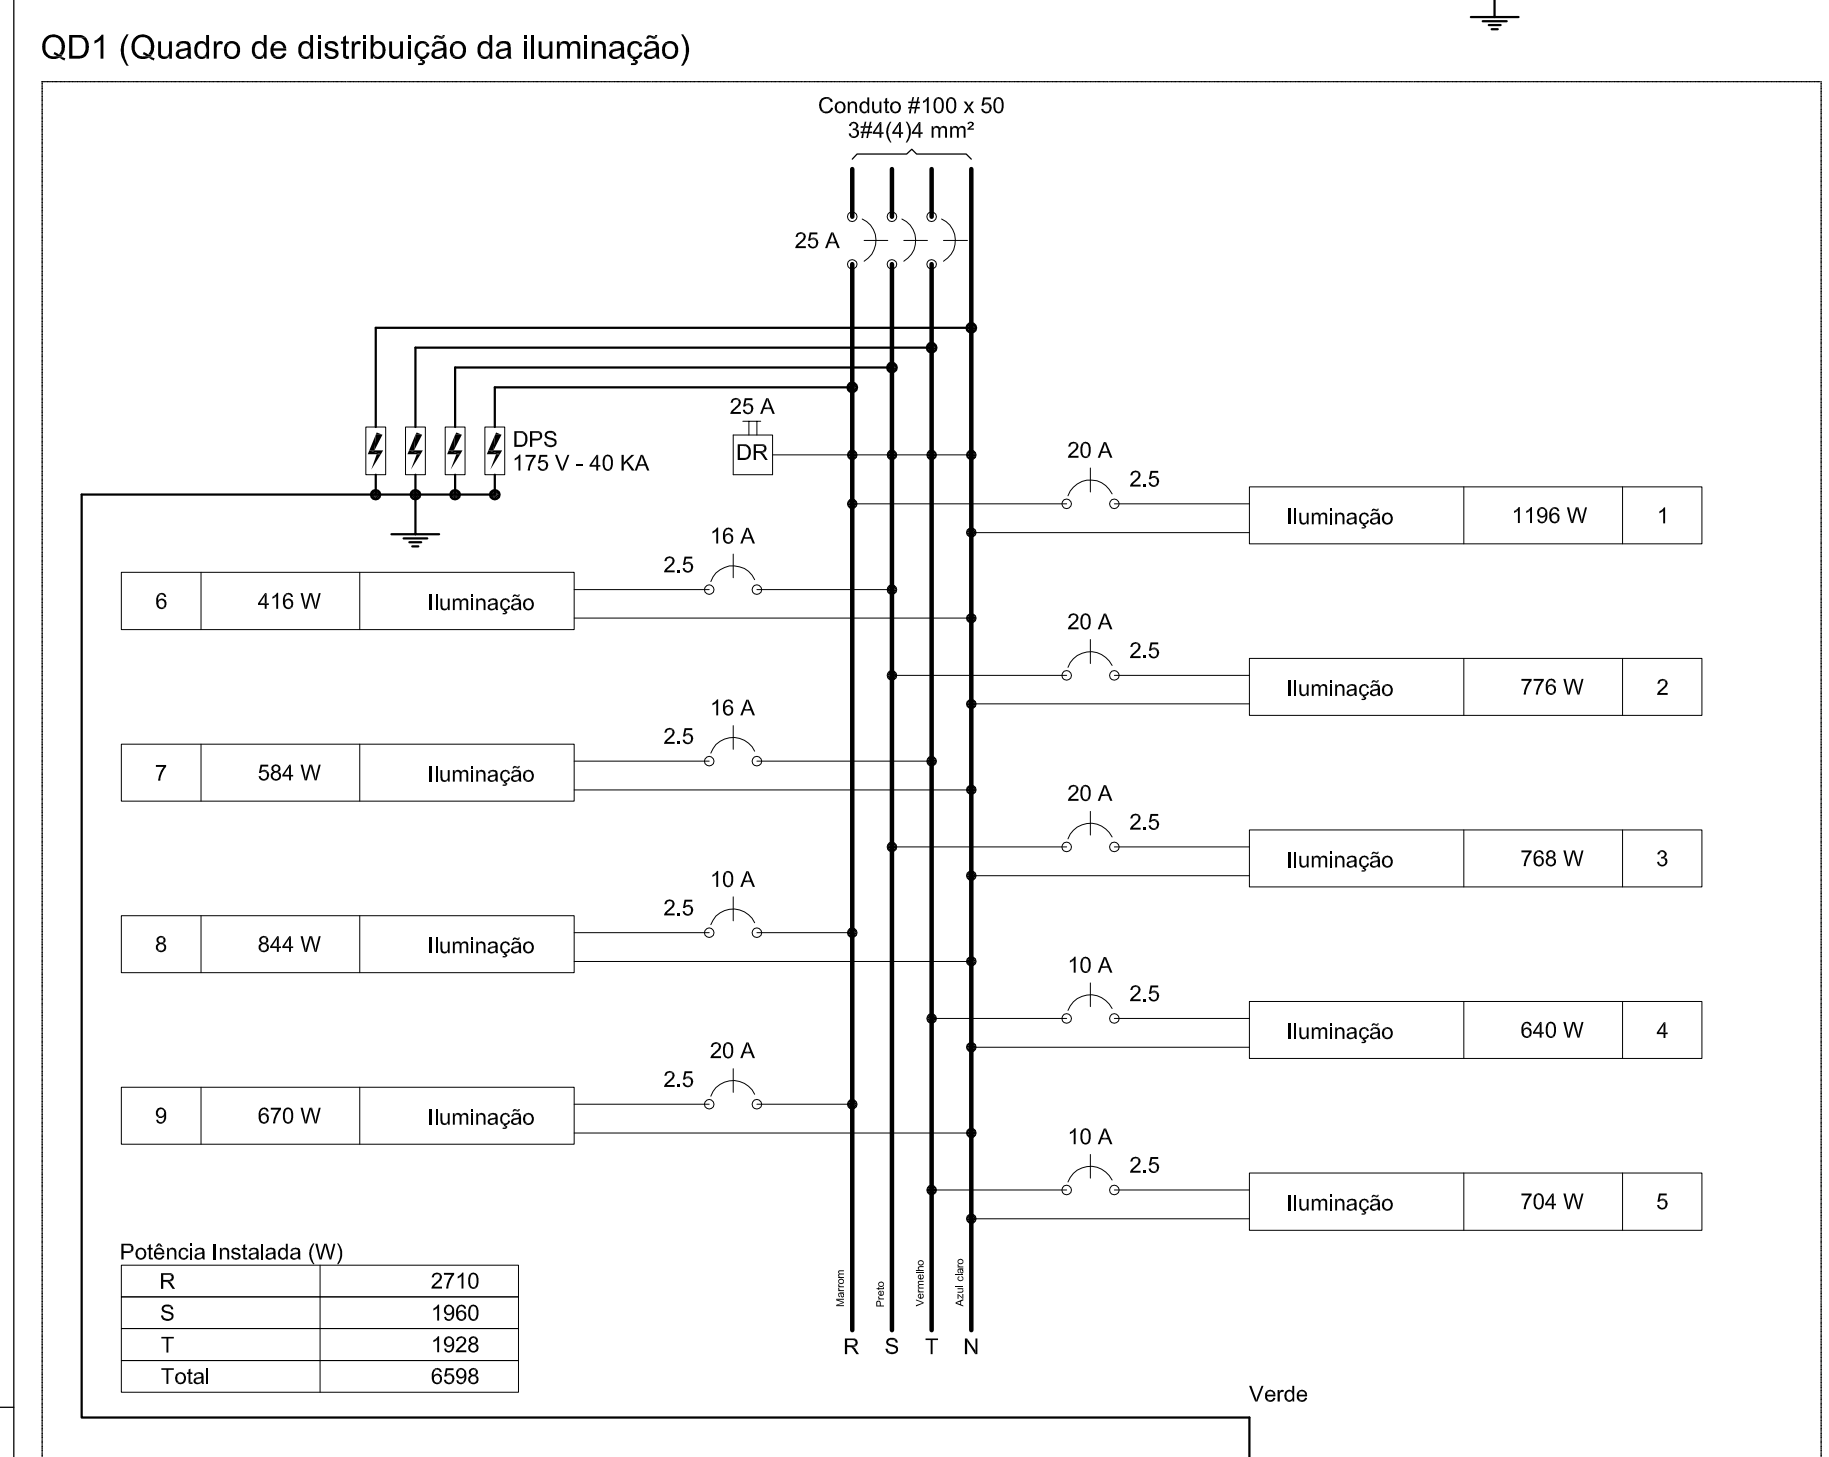 QD1 (Quadro de distribuição da iluminação)
Conduto #100 x 50
3#4(4)4 mm²
25 A
DPS
175 V - 40 KA
25 A
DR
20 A
2.5
Iluminação 1196 W 1
16 A
2.5
6 416 W Iluminação
20 A
2.5
Iluminação 776 W 2
16 A
2.5
7 584 W Iluminação
20 A
2.5
Iluminação 768 W 3
10 A
2.5
8 844 W Iluminação
10 A
2.5
Iluminação 640 W 4
20 A
2.5
9 670 W Iluminação
10 A
2.5
Iluminação 704 W 5
Potência Instalada (W)
R 2710
S 1960
T 1928
Total 6598
Marrom
Preto
Vermelho
Azul claro
R S T N
Verde